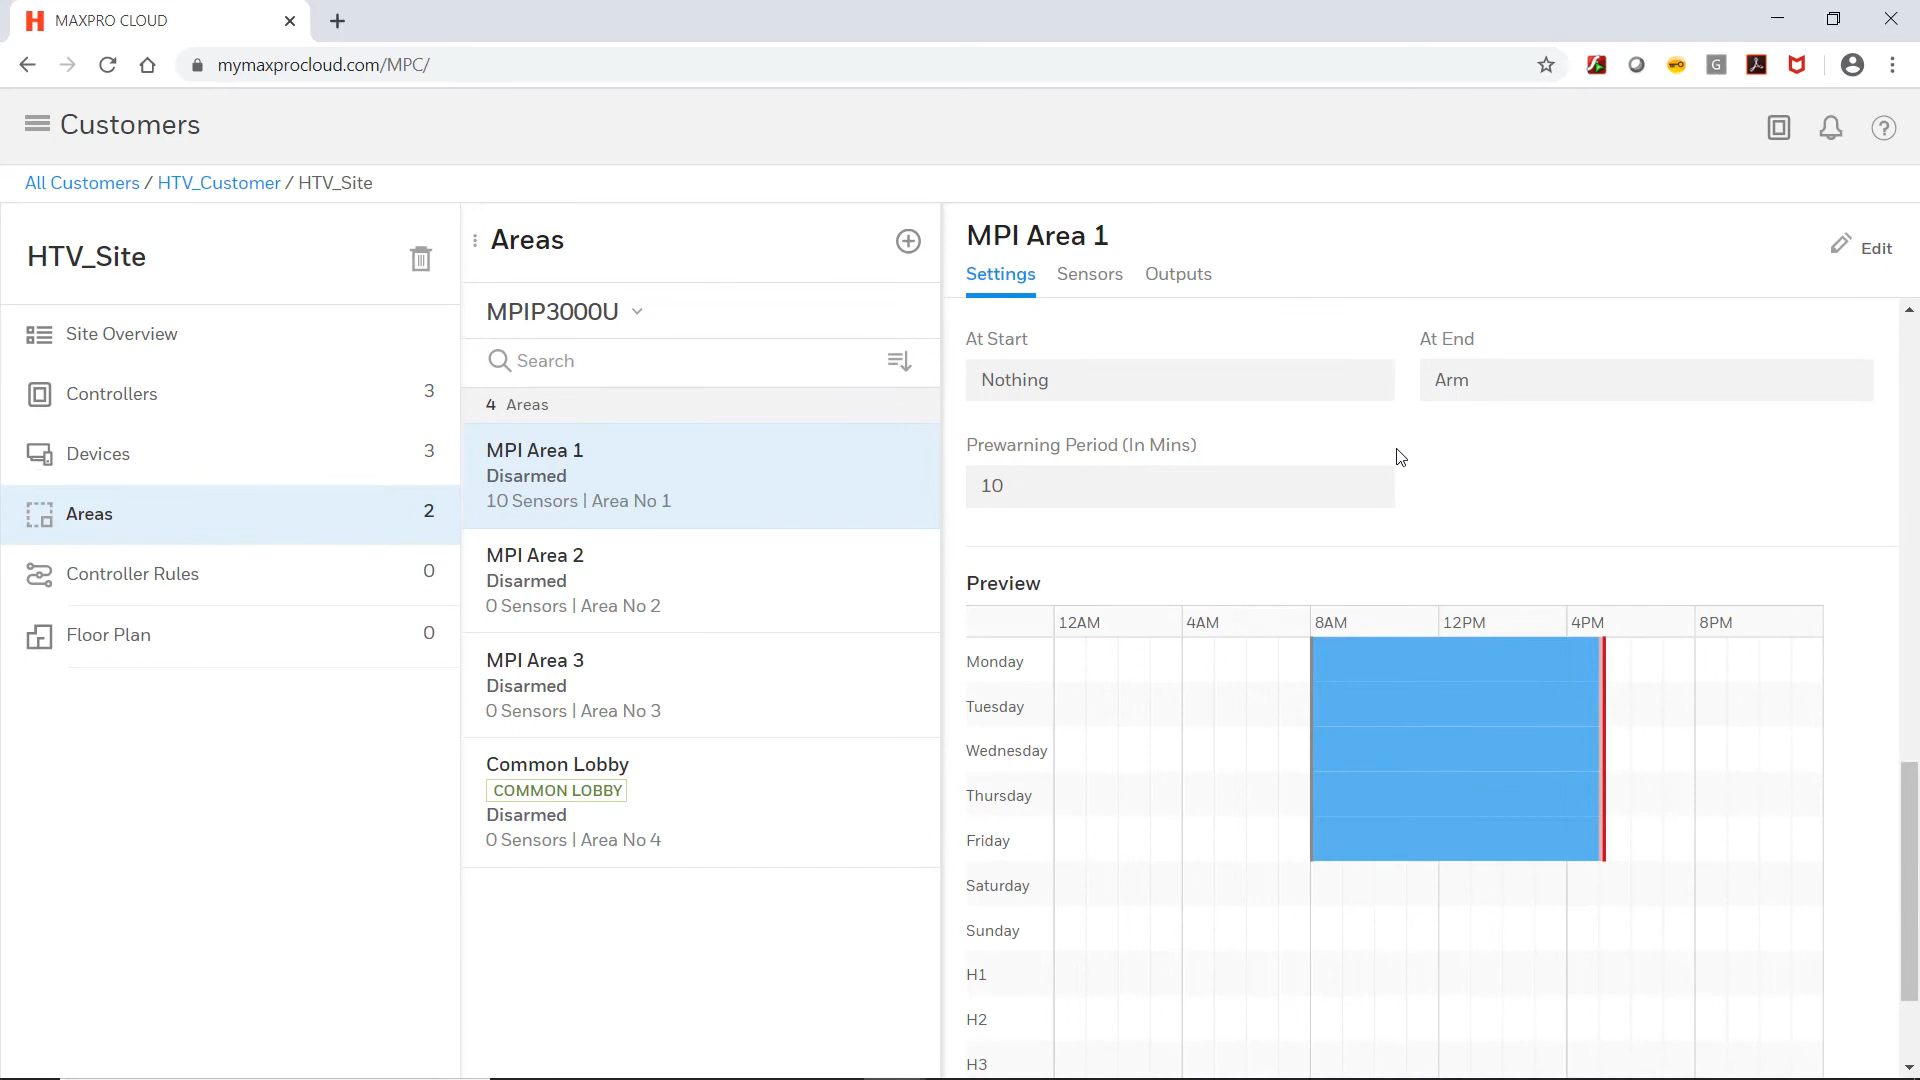 MAXPRO CLOUD
mymaxprocloud.com/MPC/
G
Customers
?
All Customers / HTV_Customer / HTV_Site
HTV_Site
Site Overview
Controllers 3
Devices 3
Areas 2
Controller Rules 0
Floor Plan 0
Areas
MPIP3000U
Search
4 Areas
MPI Area 1
Disarmed
10 Sensors | Area No 1
MPI Area 2
Disarmed
0 Sensors | Area No 2
MPI Area 3
Disarmed
0 Sensors | Area No 3
Common Lobby
COMMON LOBBY
Disarmed
0 Sensors | Area No 4
MPI Area 1
Edit
Settings Sensors Outputs
At Start At End
Nothing Arm
Prewarning Period (In Mins)
10
Preview
12AM 4AM 8AM 12PM 4PM 8PM
Monday
Tuesday
Wednesday
Thursday
Friday
Saturday
Sunday
H1
H2
H3